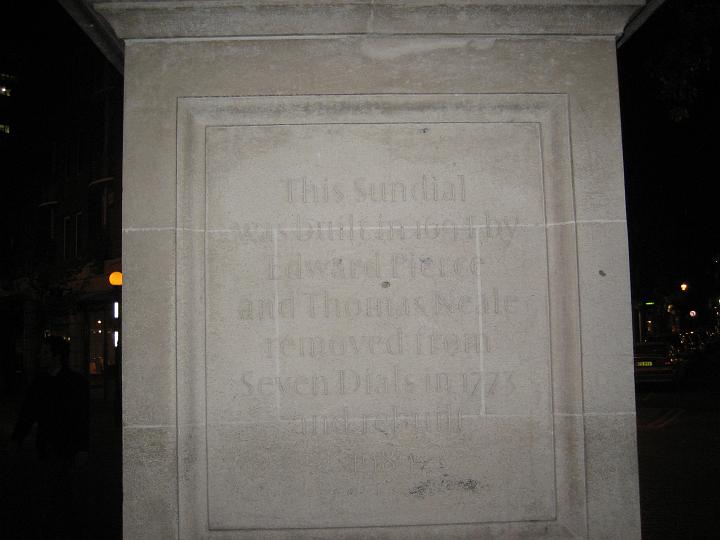 This Sundial
was built in 1694 by
Edward Pierce
and Thomas Neale
removed from
Seven Dials in 1773
and rebuilt